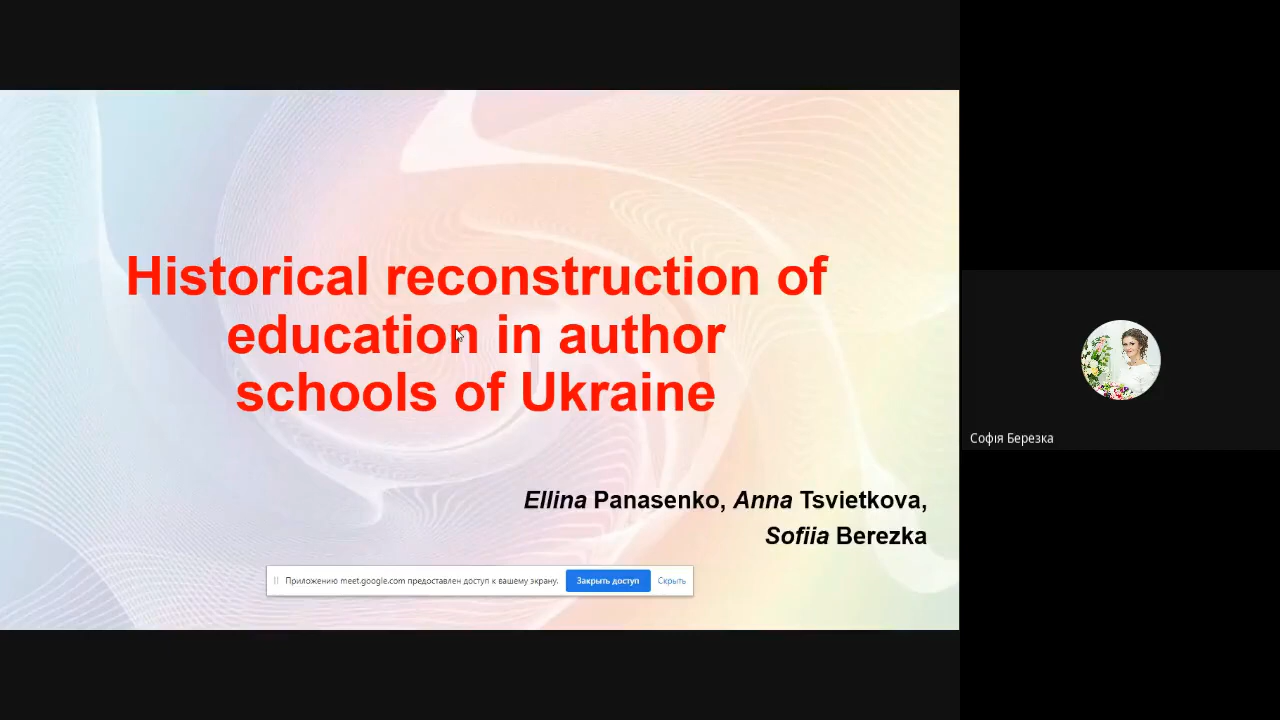 Historical reconstruction of
education in author
schools of Ukraine
Ellina Panasenko, Anna Tsvietkova,
Sofiia Berezka
Приложению meet.google.com предоставлен доступ к вашему экрану.
Закрыть доступ
Скрыть
Софія Березка